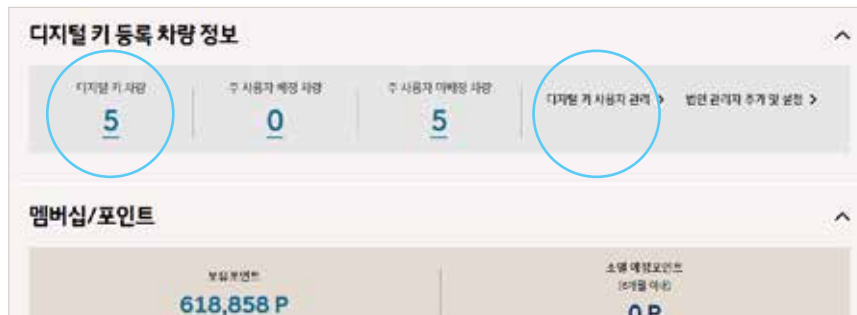 디지털 키 등록 차량 정보
디지털 키 차량
5
주 사용자 배정 차량
0
주 사용자 미배정 차량
5
디지털 키 사용자 관리 >
법인 관리자 추가 및 설정 >
멤버십/포인트
보유포인트
618,858 P
소멸 예정포인트
(6개월 이내)
0 P